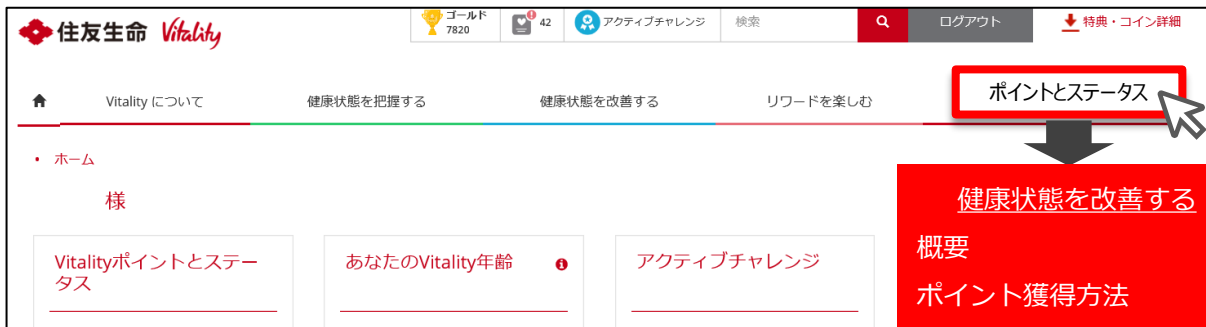 住友生命 Vitality
ゴールド
7820
42
アクティブチャレンジ
検索
ログアウト
特典・コイン詳細
Vitality について
健康状態を把握する
健康状態を改善する
リワードを楽しむ
ポイントとステータス
• ホーム
様
健康状態を改善する
概要
ポイント獲得方法
Vitalityポイントとステー
タス
あなたのVitality年齢
アクティブチャレンジ